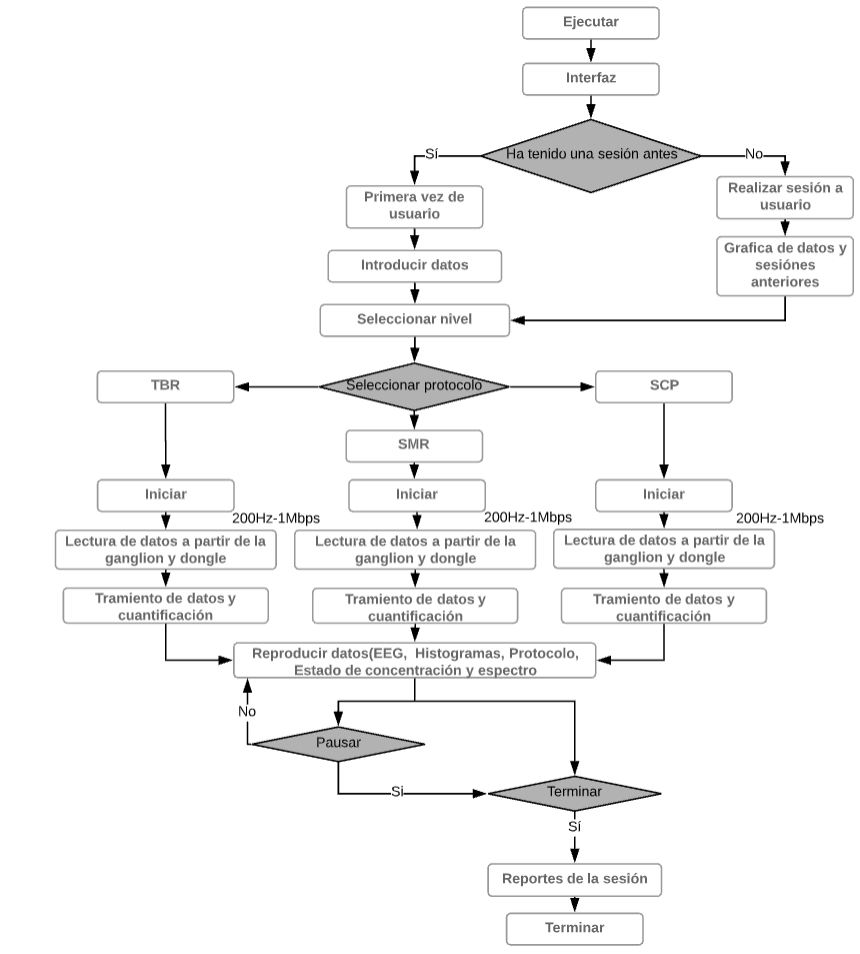 Ejecutar
Interfaz
Ha tenido una sesión antes
Sí
No
Primera vez de
usuario
Realizar sesión a
usuario
Introducir datos
Grafica de datos y
sesiónes
anteriores
Seleccionar nivel
TBR
Seleccionar protocolo
SCP
SMR
Iniciar
Iniciar
Iniciar
200Hz-1Mbps
200Hz-1Mbps
200Hz-1Mbps
Lectura de datos a partir de la
ganglion y dongle
Lectura de datos a partir de la
ganglion y dongle
Lectura de datos a partir de la
ganglion y dongle
Tramiento de datos y
cuantificación
Tramiento de datos y
cuantificación
Tramiento de datos y
cuantificación
Reproducir datos(EEG, Histogramas, Protocolo,
Estado de concentración y espectro
No
Pausar
Si
Terminar
Sí
Reportes de la sesión
Terminar